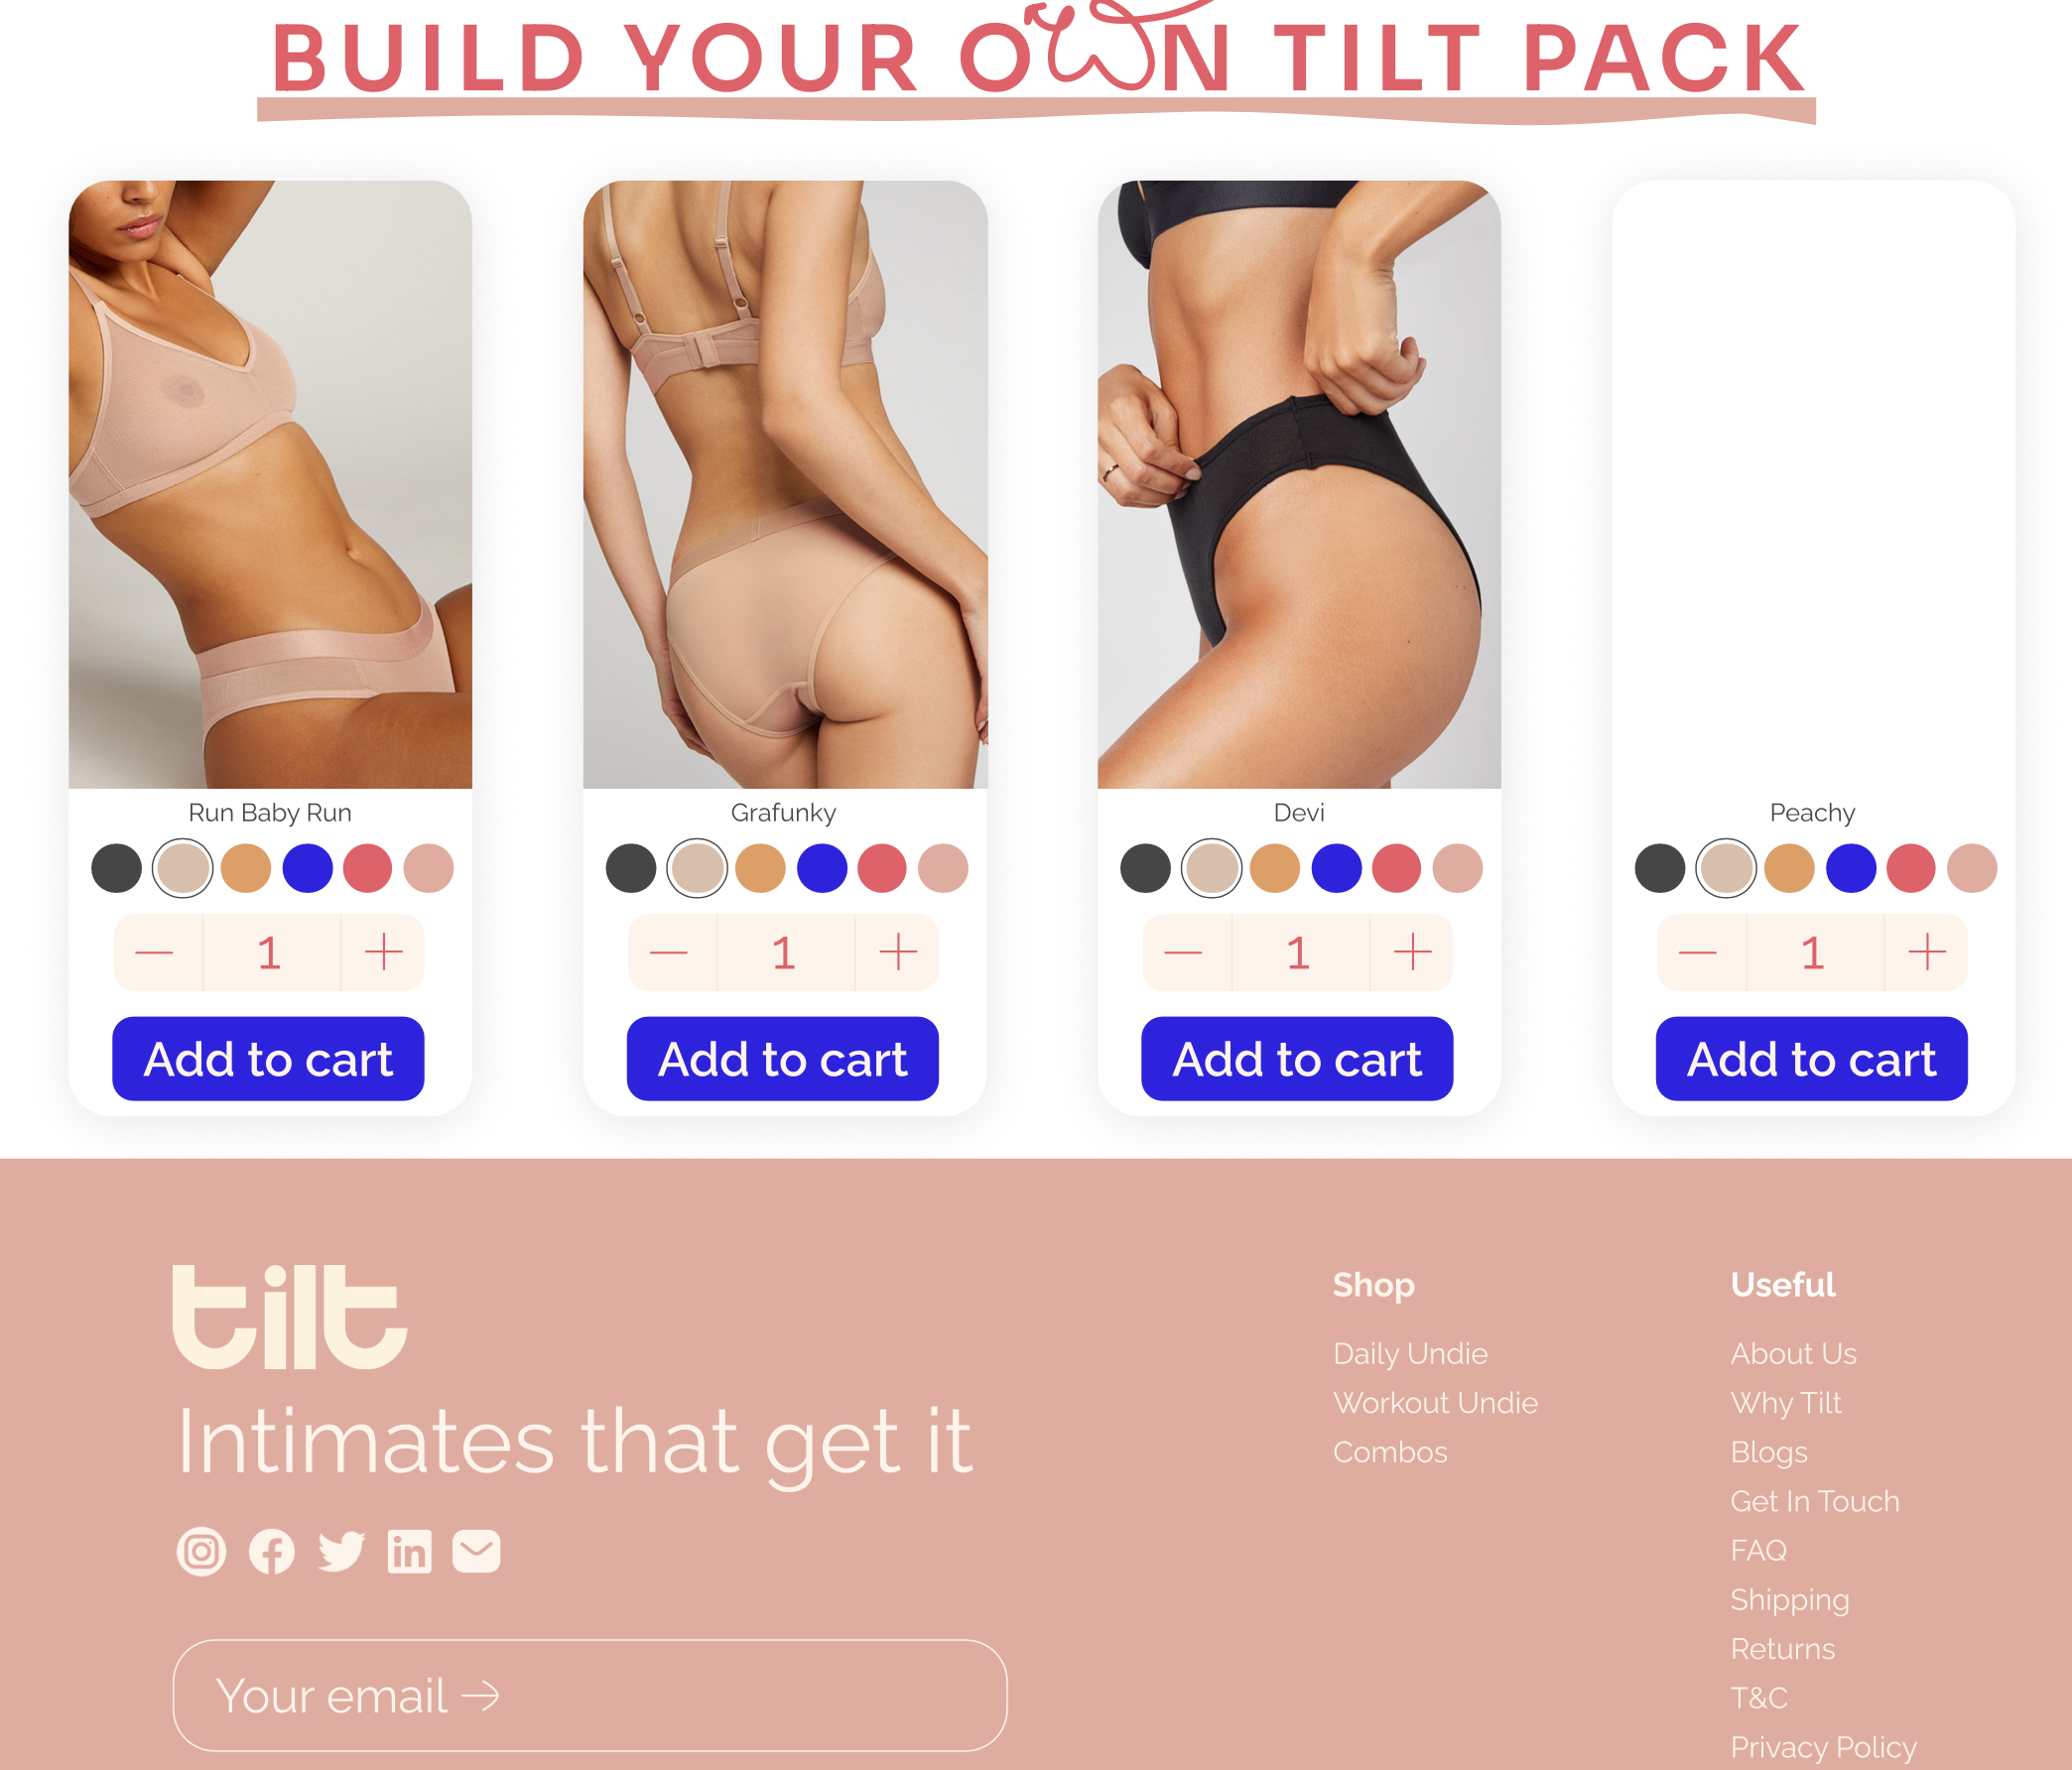 BUILD YOUR OWN TILT PACK
Run Baby Run
Grafunky
Devi
Peachy
1
1
1
1
Add to cart
Add to cart
Add to cart
Add to cart
tilt
Intimates that get it
Your email
Shop
Daily Undie
Workout Undie
Combos
Useful
About Us
Why Tilt
Blogs
Get In Touch
FAQ
Shipping
Returns
T&C
Privacy Policy